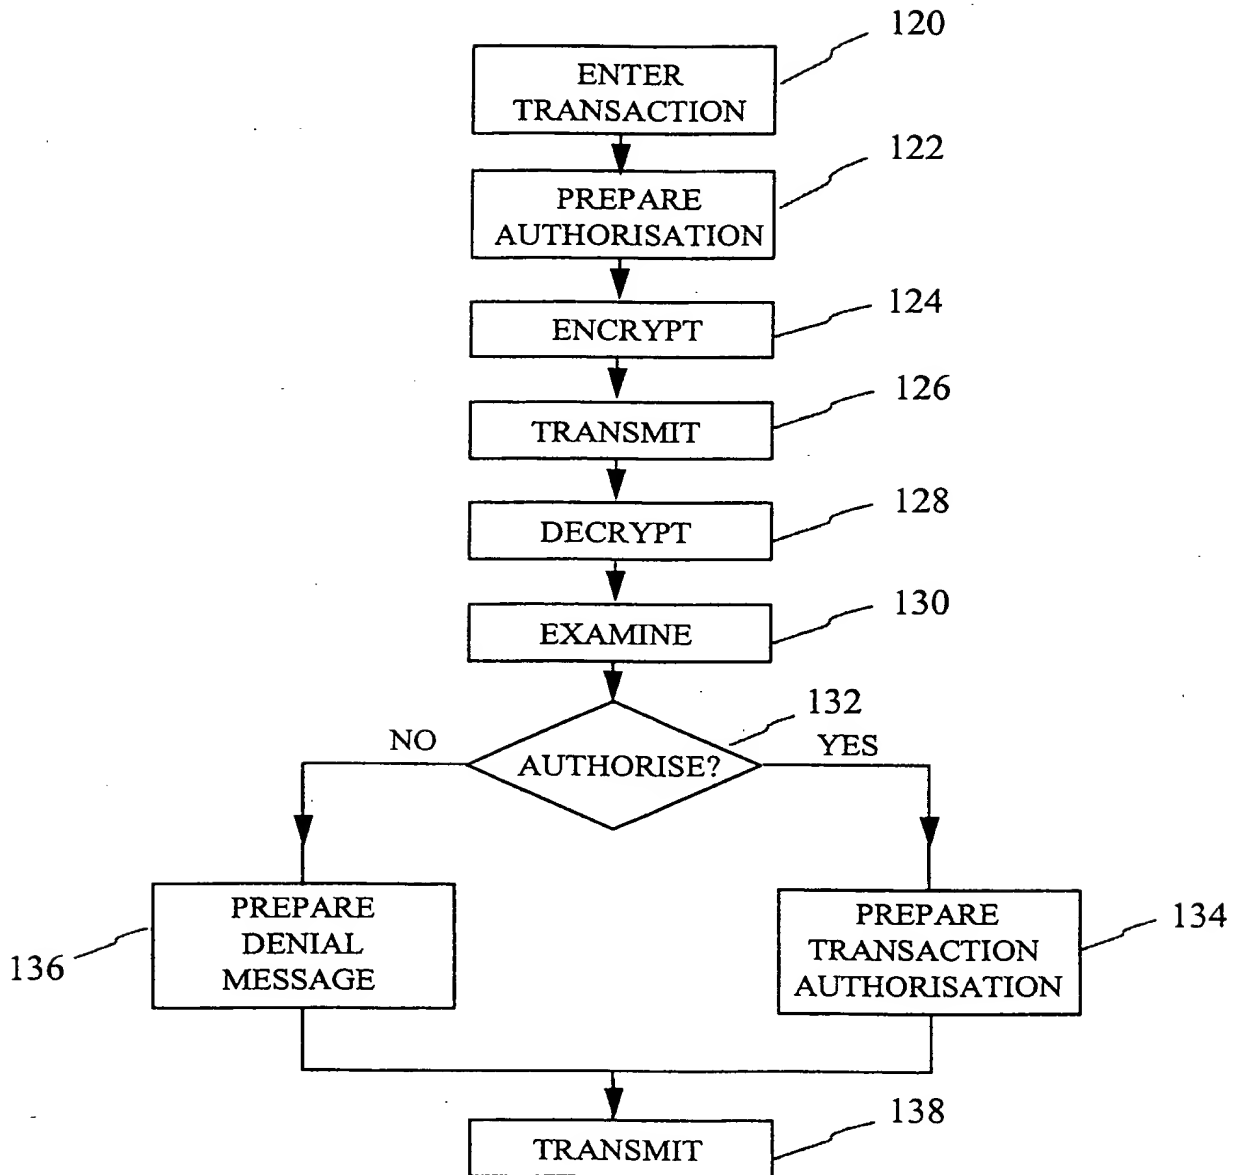 120
ENTER
TRANSACTION
122
PREPARE
AUTHORISATION
124
ENCRYPT
126
TRANSMIT
128
DECRYPT
130
EXAMINE
132
NO
YES
AUTHORISE?
PREPARE
DENIAL
MESSAGE
136
PREPARE
TRANSACTION
AUTHORISATION
134
138
TRANSMIT